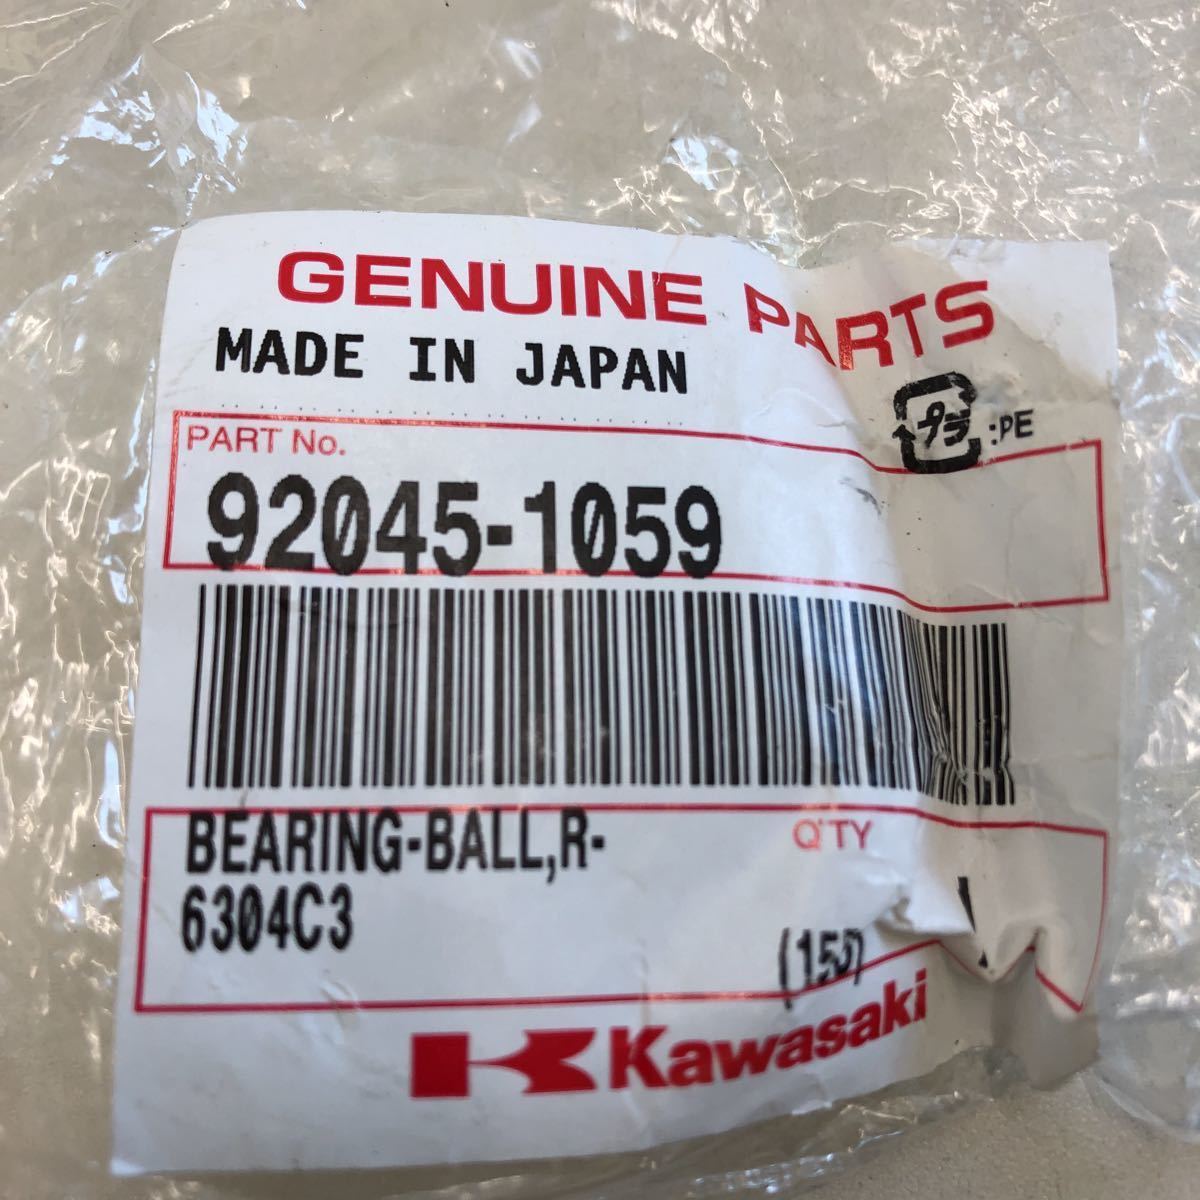 GENUINE PARTS
MADE IN JAPAN
プラ :PE
PART No.
92045-1059
BEARING-BALL,R-
6304C3
Q'TY
Kawasaki